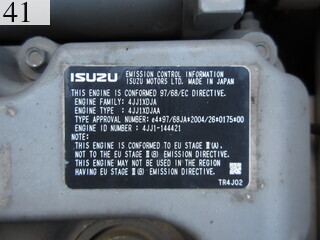 41
ISUZU EMISSION CONTROL INFORMATION
ISUZU MOTORS LTD. MADE IN JAPAN
THIS ENGINE IS CONFORMED 97/68/EC DIRECTIVE.
ENGINE FAMILY: 4JJ1XDJA
ENGINE TYPE: 4JJ1XDJAA
TYPE APPROVAL NUMBER: e4*97/68JA*2004/26*0175*00
ENGINE ID NUMBER : 4JJ1-144421
THIS ENGINE IS CONFORMED TO EU STAGE Ⅲ(A),
NOT TO EU STAGE Ⅲ(B) EMISSION DIRECTIVES.
THIS ENGINE MAY NOT BE USED IN THE REGION
HAVING EU STAGE Ⅲ(B) EMISSION DIRECTIVE.
TR4J02